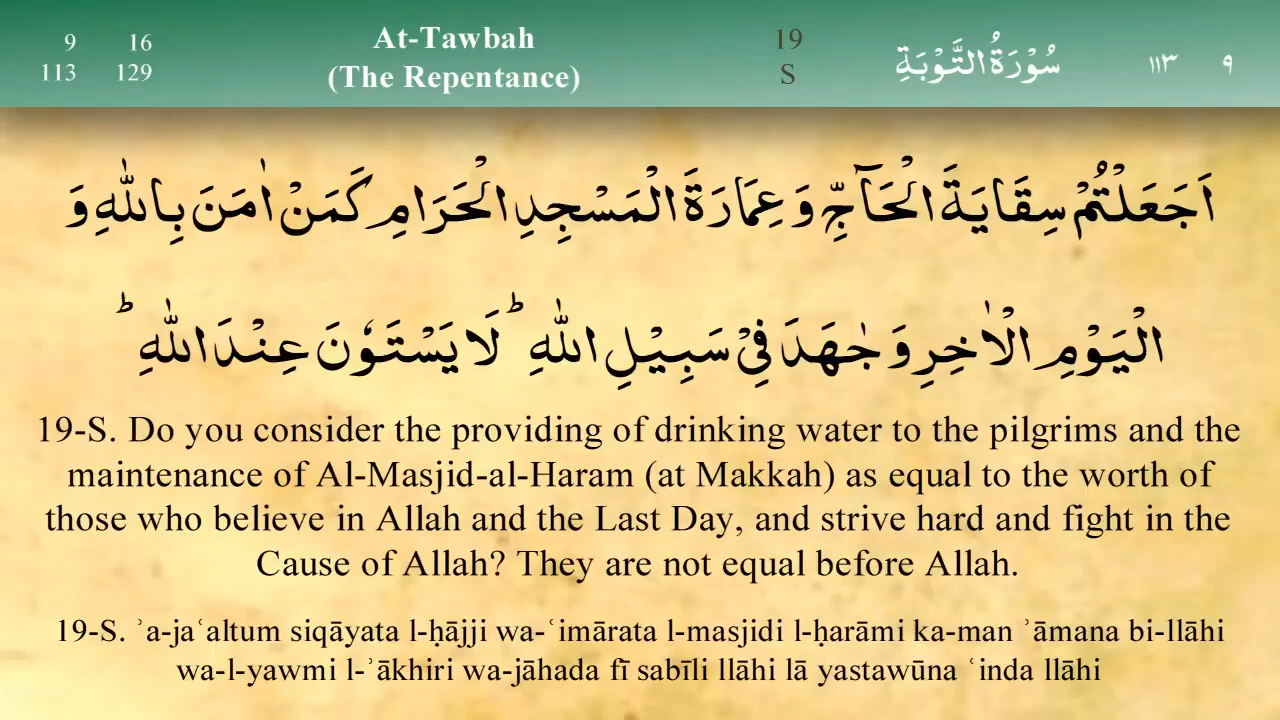 9 16
113 129
At-Tawbah
(The Repentance)
19
S
سُوْرَةُ التَّوْبَةِ
١١٣ ٩
اَجَعَلْتُمْ سِقَايَةَ الْحَآجِّ وَ عِمَارَةَ الْمَسْجِدِ الْحَرَامِ كَمَنْ اٰمَنَ بِاللّٰهِ وَ
الْيَوْمِ الْاٰخِرِ وَ جٰهَدَ فِیْ سَبِيْلِ اللّٰهِ ؕ لَا يَسْتَوٗنَ عِنْدَ اللّٰهِ ؕ
19-S. Do you consider the providing of drinking water to the pilgrims and the
maintenance of Al-Masjid-al-Haram (at Makkah) as equal to the worth of
those who believe in Allah and the Last Day, and strive hard and fight in the
Cause of Allah? They are not equal before Allah.
19-S. ʾa-jaʿaltum siqāyata l-ḥājji wa-ʿimārata l-masjidi l-ḥarāmi ka-man ʾāmana bi-llāhi
wa-l-yawmi l-ʾākhiri wa-jāhada fī sabīli llāhi lā yastawūna ʿinda llāhi